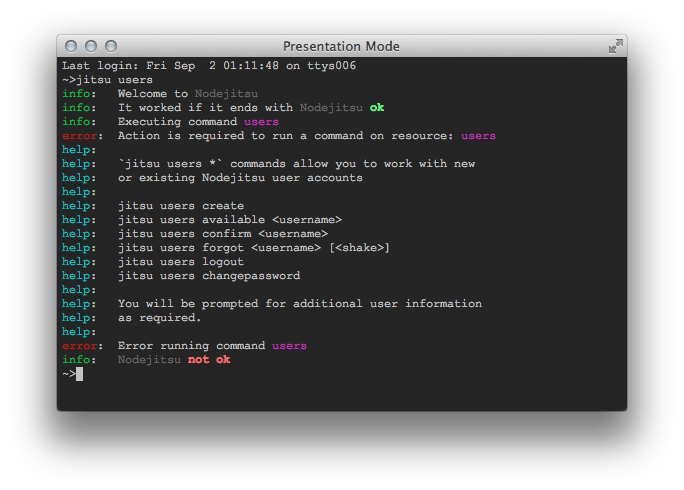 Presentation Mode
Last login: Fri Sep  2 01:11:48 on ttys006
~>jitsu users
info:   Welcome to Nodejitsu
info:   It worked if it ends with Nodejitsu ok
info:   Executing command users
error:  Action is required to run a command on resource: users
help:
help:   `jitsu users *` commands allow you to work with new
help:   or existing Nodejitsu user accounts
help:
help:   jitsu users create
help:   jitsu users available <username>
help:   jitsu users confirm <username>
help:   jitsu users forgot <username> [<shake>]
help:   jitsu users logout
help:   jitsu users changepassword
help:
help:   You will be prompted for additional user information
help:   as required.
help:
error:  Error running command users
info:   Nodejitsu not ok
~>